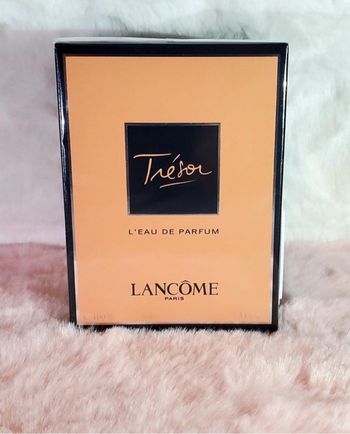 Trésor
L'EAU DE PARFUM
LANCÔME
PARIS